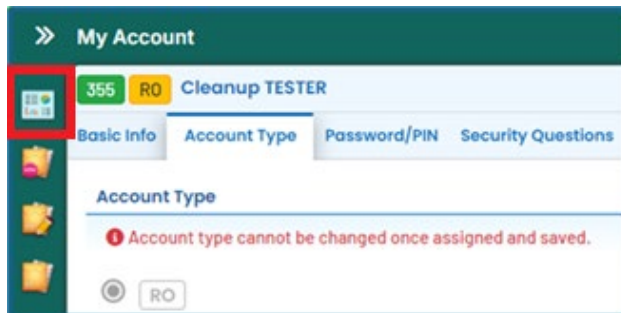 My Account
355 RO Cleanup TESTER
Basic Info Account Type Password/PIN Security Questions
Account Type
Account type cannot be changed once assigned and saved.
RO